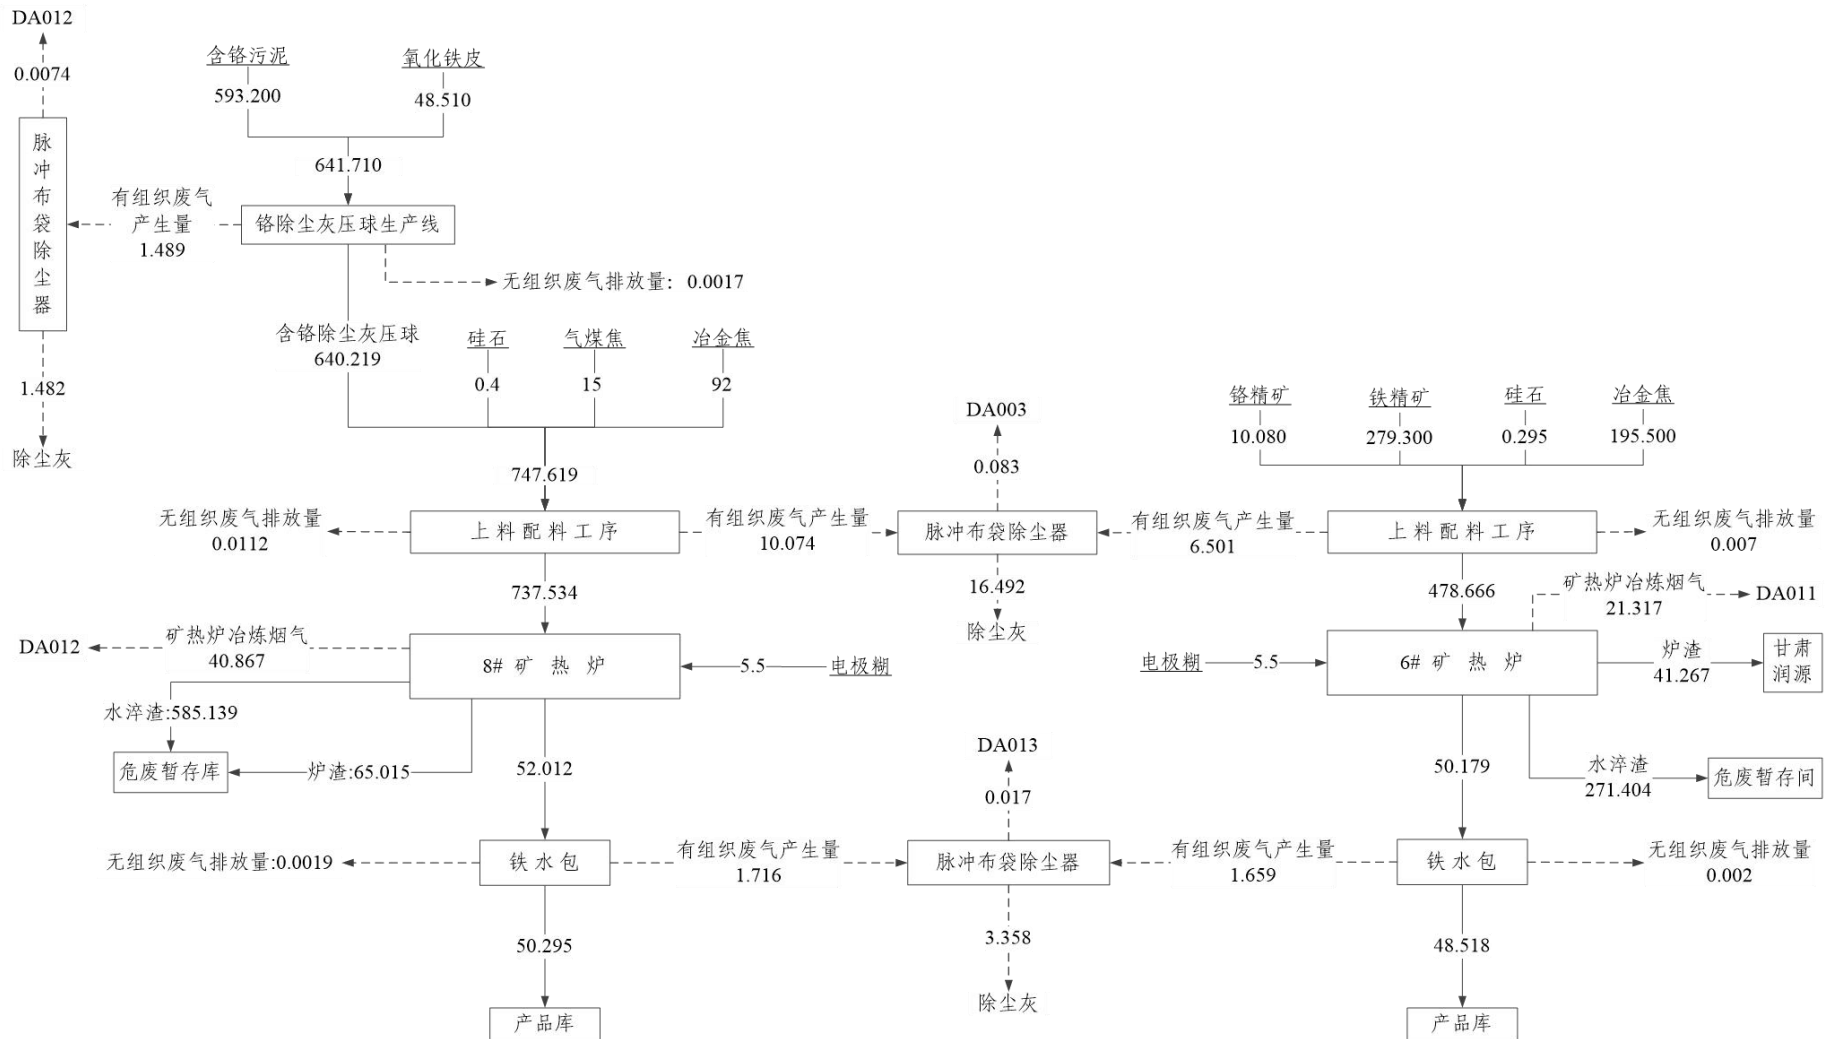 DA012
0.0074
脉冲布袋除尘器
1.482
除尘灰
含铬污泥
593.200
氧化铁皮
48.510
641.710
有组织废气
产生量
1.489
铬除尘灰压球生产线
无组织废气排放量：0.0017
含铬除尘灰压球
640.219
硅石
0.4
气煤焦
15
冶金焦
92
747.619
无组织废气排放量
0.0112
上料配料工序
有组织废气产生量
10.074
DA003
0.083
脉冲布袋除尘器
16.492
除尘灰
铬精矿
10.080
铁精矿
279.300
硅石
0.295
冶金焦
195.500
有组织废气产生量
6.501
上料配料工序
无组织废气排放量
0.007
737.534
DA012
矿热炉冶炼烟气
40.867
8#矿热炉
5.5
电极糊
水淬渣:585.139
危废暂存库
炉渣:65.015
52.012
478.666
矿热炉冶炼烟气
21.317
DA011
电极糊
5.5
6#矿热炉
炉渣
41.267
甘肃
润源
50.179
水淬渣
271.404
危废暂存间
DA013
0.017
无组织废气排放量:0.0019
铁水包
有组织废气产生量
1.716
脉冲布袋除尘器
有组织废气产生量
1.659
铁水包
无组织废气排放量
0.002
3.358
除尘灰
50.295
产品库
48.518
产品库